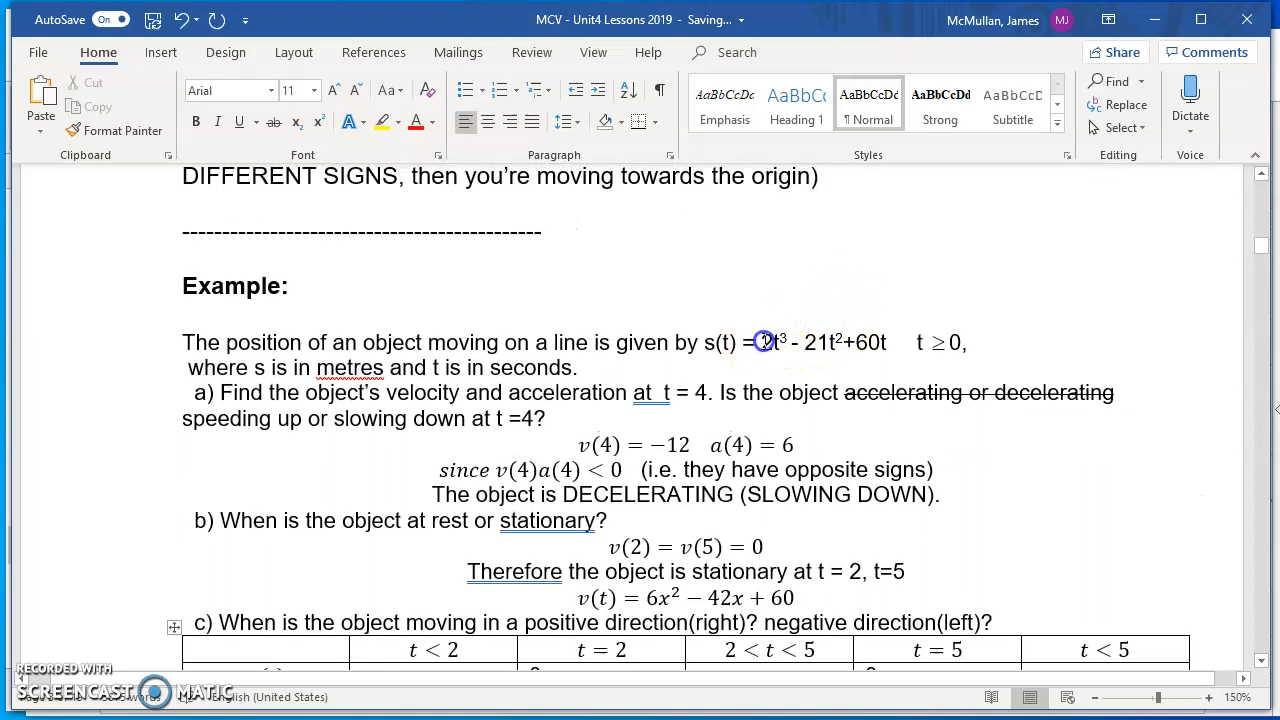 AutoSave On MCV - Unit4 Lessons 2019 - Saving... McMullan, James MJ
File Home Insert Design Layout References Mailings Review View Help Search Share Comments
Paste Cut Copy Format Painter
Arial 11 Aa
AaBbCcDc Emphasis AaBbCc Heading 1 AaBbCcDd ¶ Normal AaBbCcDd Strong AaBbCcD Subtitle
Find Replace Select Dictate
Clipboard Font Paragraph Styles Editing Voice
DIFFERENT SIGNS, then you’re moving towards the origin)
--------------------------------------------
Example:
The position of an object moving on a line is given by s(t) = 2t³ - 21t²+60t t ≥ 0,
where s is in metres and t is in seconds.
a) Find the object’s velocity and acceleration at t = 4. Is the object accelerating or decelerating
speeding up or slowing down at t =4?
v(4) = −12 a(4) = 6
since v(4)a(4) < 0 (i.e. they have opposite signs)
The object is DECELERATING (SLOWING DOWN).
b) When is the object at rest or stationary?
v(2) = v(5) = 0
Therefore the object is stationary at t = 2, t=5
v(t) = 6x² − 42x + 60
c) When is the object moving in a positive direction(right)? negative direction(left)?
t < 2 t = 2 2 < t < 5 t = 5 t < 5
RECORDED WITH
SCREENCAST MATIC
English (United States) 150%